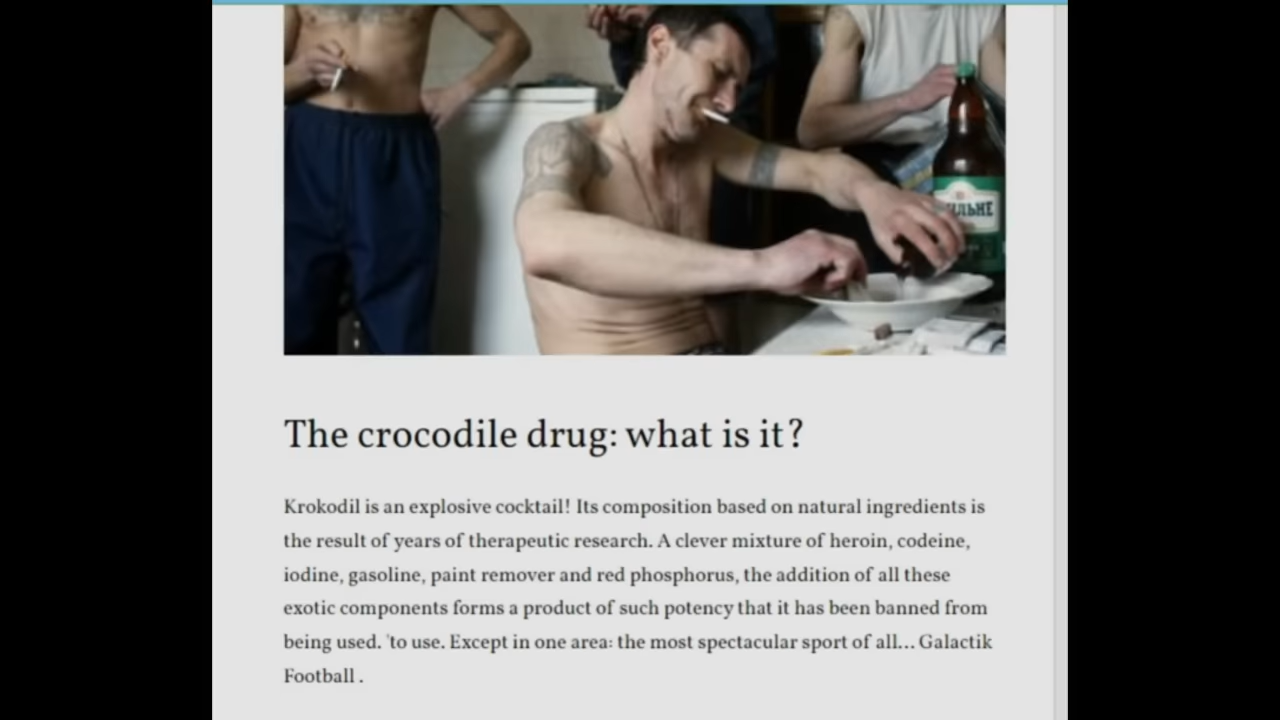 ильне
The crocodile drug: what is it?
Krokodil is an explosive cocktail! Its composition based on natural ingredients is
the result of years of therapeutic research. A clever mixture of heroin, codeine,
iodine, gasoline, paint remover and red phosphorus, the addition of all these
exotic components forms a product of such potency that it has been banned from
being used. 'to use. Except in one area: the most spectacular sport of all... Galactik
Football .